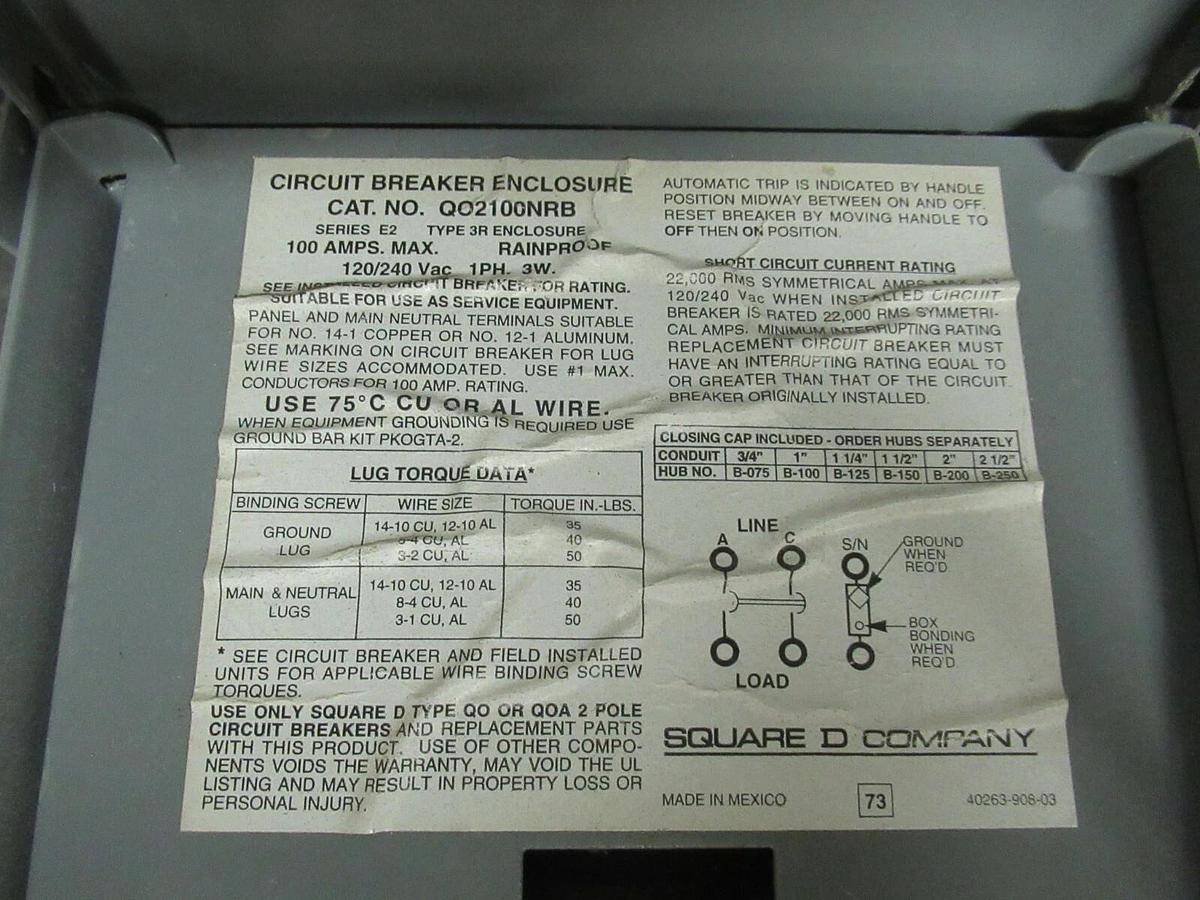 CIRCUIT BREAKER ENCLOSURE
CAT. NO. QO2100NRB
SERIES E2 TYPE 3R ENCLOSURE
100 AMPS. MAX. RAINPROOF
120/240 Vac 1PH. 3W.
SEE INSTALLED CIRCUIT BREAKER FOR RATING.
SUITABLE FOR USE AS SERVICE EQUIPMENT.
PANEL AND MAIN NEUTRAL TERMINALS SUITABLE
FOR NO. 14-1 COPPER OR NO. 12-1 ALUMINUM.
SEE MARKING ON CIRCUIT BREAKER FOR LUG
WIRE SIZES ACCOMMODATED. USE #1 MAX.
CONDUCTORS FOR 100 AMP. RATING.
USE 75°C CU OR AL WIRE.
WHEN EQUIPMENT GROUNDING IS REQUIRED USE
GROUND BAR KIT PKOGTA-2.
LUG TORQUE DATA*
BINDING SCREW WIRE SIZE TORQUE IN.-LBS.
GROUND LUG
14-10 CU, 12-10 AL 35
8-4 CU, AL 40
3-2 CU, AL 50
MAIN & NEUTRAL LUGS
14-10 CU, 12-10 AL 35
8-4 CU, AL 40
3-1 CU, AL 50
* SEE CIRCUIT BREAKER AND FIELD INSTALLED
UNITS FOR APPLICABLE WIRE BINDING SCREW
TORQUES.
USE ONLY SQUARE D TYPE QO OR QOA 2 POLE
CIRCUIT BREAKERS AND REPLACEMENT PARTS
WITH THIS PRODUCT. USE OF OTHER COMPO-
NENTS VOIDS THE WARRANTY, MAY VOID THE UL
LISTING AND MAY RESULT IN PROPERTY LOSS OR
PERSONAL INJURY.
AUTOMATIC TRIP IS INDICATED BY HANDLE
POSITION MIDWAY BETWEEN ON AND OFF.
RESET BREAKER BY MOVING HANDLE TO
OFF THEN ON POSITION.
SHORT CIRCUIT CURRENT RATING
22,000 RMS SYMMETRICAL AMPS MAX. AT
120/240 Vac WHEN INSTALLED CIRCUIT
BREAKER IS RATED 22,000 RMS SYMMETRI-
CAL AMPS. MINIMUM INTERRUPTING RATING
REPLACEMENT CIRCUIT BREAKER MUST
HAVE AN INTERRUPTING RATING EQUAL TO
OR GREATER THAN THAT OF THE CIRCUIT
BREAKER ORIGINALLY INSTALLED.
CLOSING CAP INCLUDED - ORDER HUBS SEPARATELY
CONDUIT 3/4" 1" 1 1/4" 1 1/2" 2" 2 1/2"
HUB NO. B-075 B-100 B-125 B-150 B-200 B-250
LINE
A C S/N
GROUND
WHEN
REQ'D
BOX
BONDING
WHEN
REQ'D
LOAD
SQUARE D COMPANY
MADE IN MEXICO 73 40263-908-03